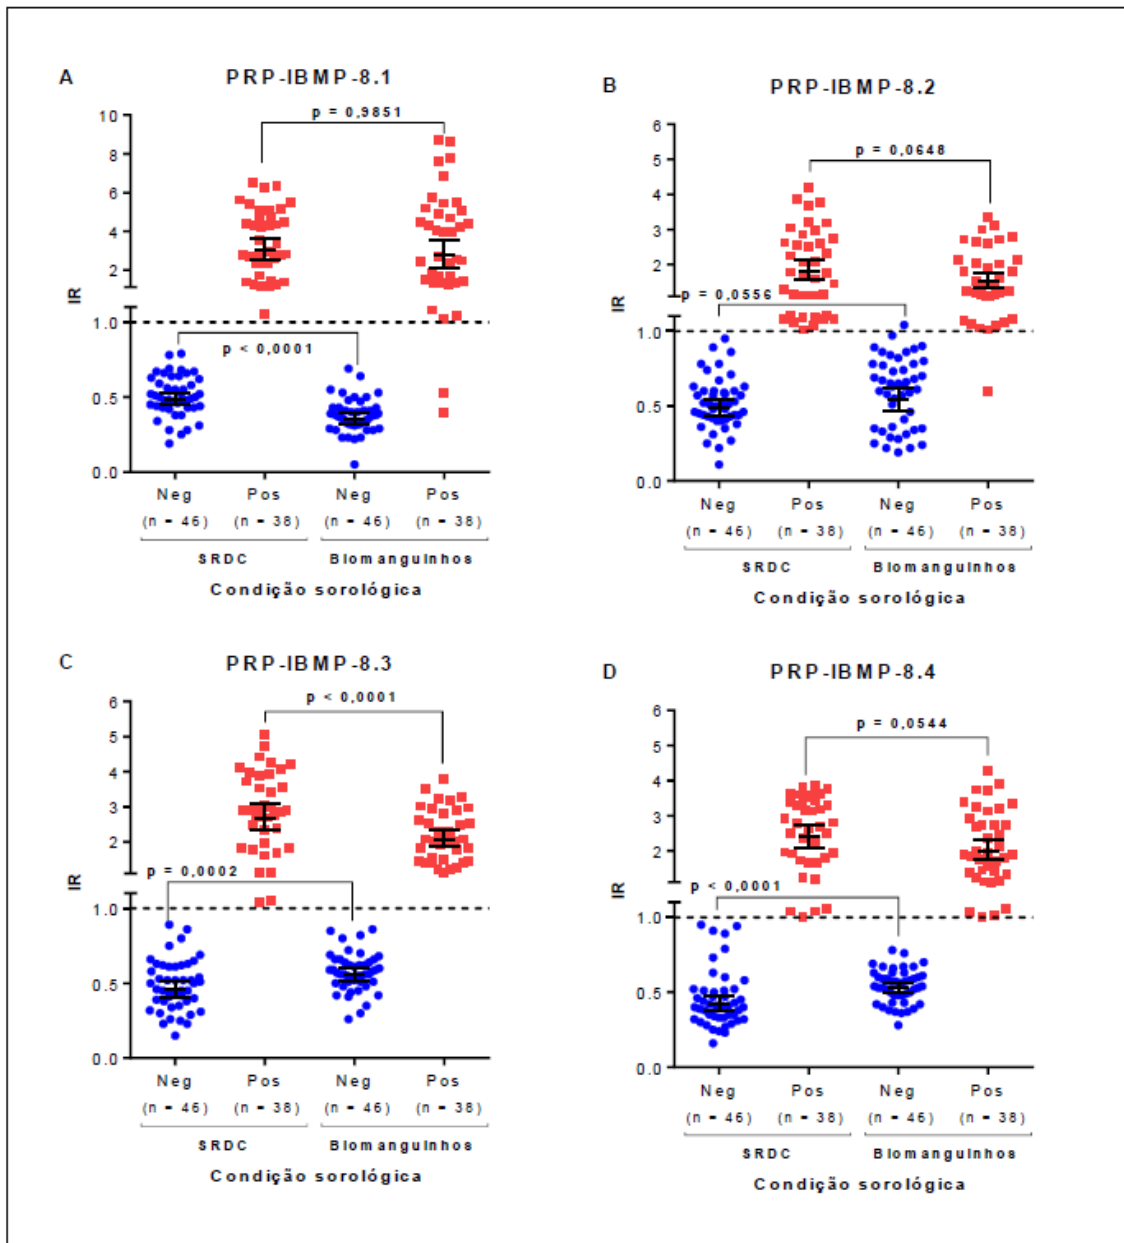 A
PRP-IBMP-8.1
p = 0,9851
10
8
6
4
2
IR
1.0
p < 0,0001
0.5
0.0
Neg Pos Neg Pos
(n = 46) (n = 38) (n = 46) (n = 38)
SRDC Biomanguinhos
Condição sorológica
B
PRP-IBMP-8.2
6
p = 0,0648
5
4
3
2
p = 0,0556
IR
1.0
0.5
0.0
Neg Pos Neg Pos
(n = 46) (n = 38) (n = 46) (n = 38)
SRDC Biomanguinhos
Condição sorológica
C
PRP-IBMP-8.3
p < 0,0001
6
5
4
3
2
p = 0,0002
IR
1.0
0.5
0.0
Neg Pos Neg Pos
(n = 46) (n = 38) (n = 46) (n = 38)
SRDC Biomanguinhos
Condição sorológica
D
PRP-IBMP-8.4
6
p = 0,0544
5
4
3
2
p < 0,0001
IR
1.0
0.5
0.0
Neg Pos Neg Pos
(n = 46) (n = 38) (n = 46) (n = 38)
SRDC Biomanguinhos
Condição sorológica